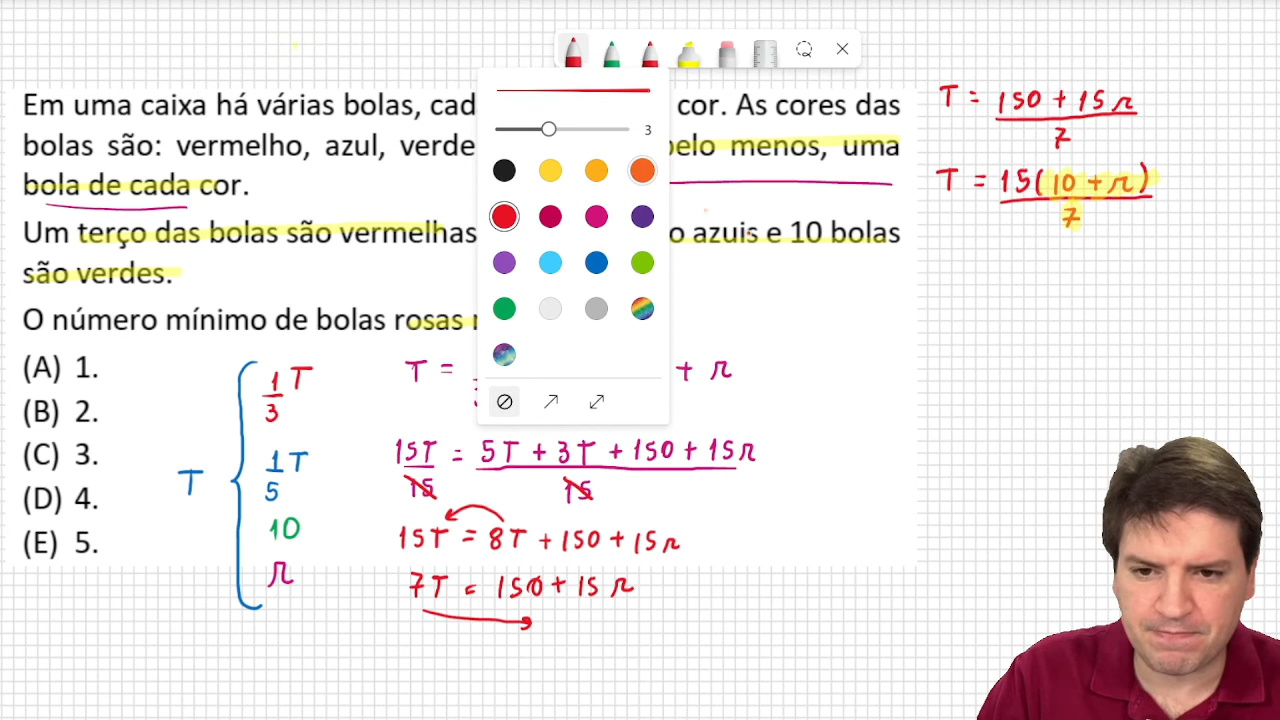 Em uma caixa há várias bolas, cad cor. As cores das
bolas são: vermelho, azul, verde pelo menos, uma
bola de cada cor.
Um terço das bolas são vermelhas o azuis e 10 bolas
são verdes.
O número mínimo de bolas rosas
(A) 1.
(B) 2.
(C) 3.
(D) 4.
(E) 5.
3
T = 150 + 15r / 7
T = 15(10 + r) / 7
T { 1/3 T
1/5 T
10
r
T = + r
15T/15 = 5T + 3T + 150 + 15r / 15
15T = 8T + 150 + 15r
7T = 150 + 15r